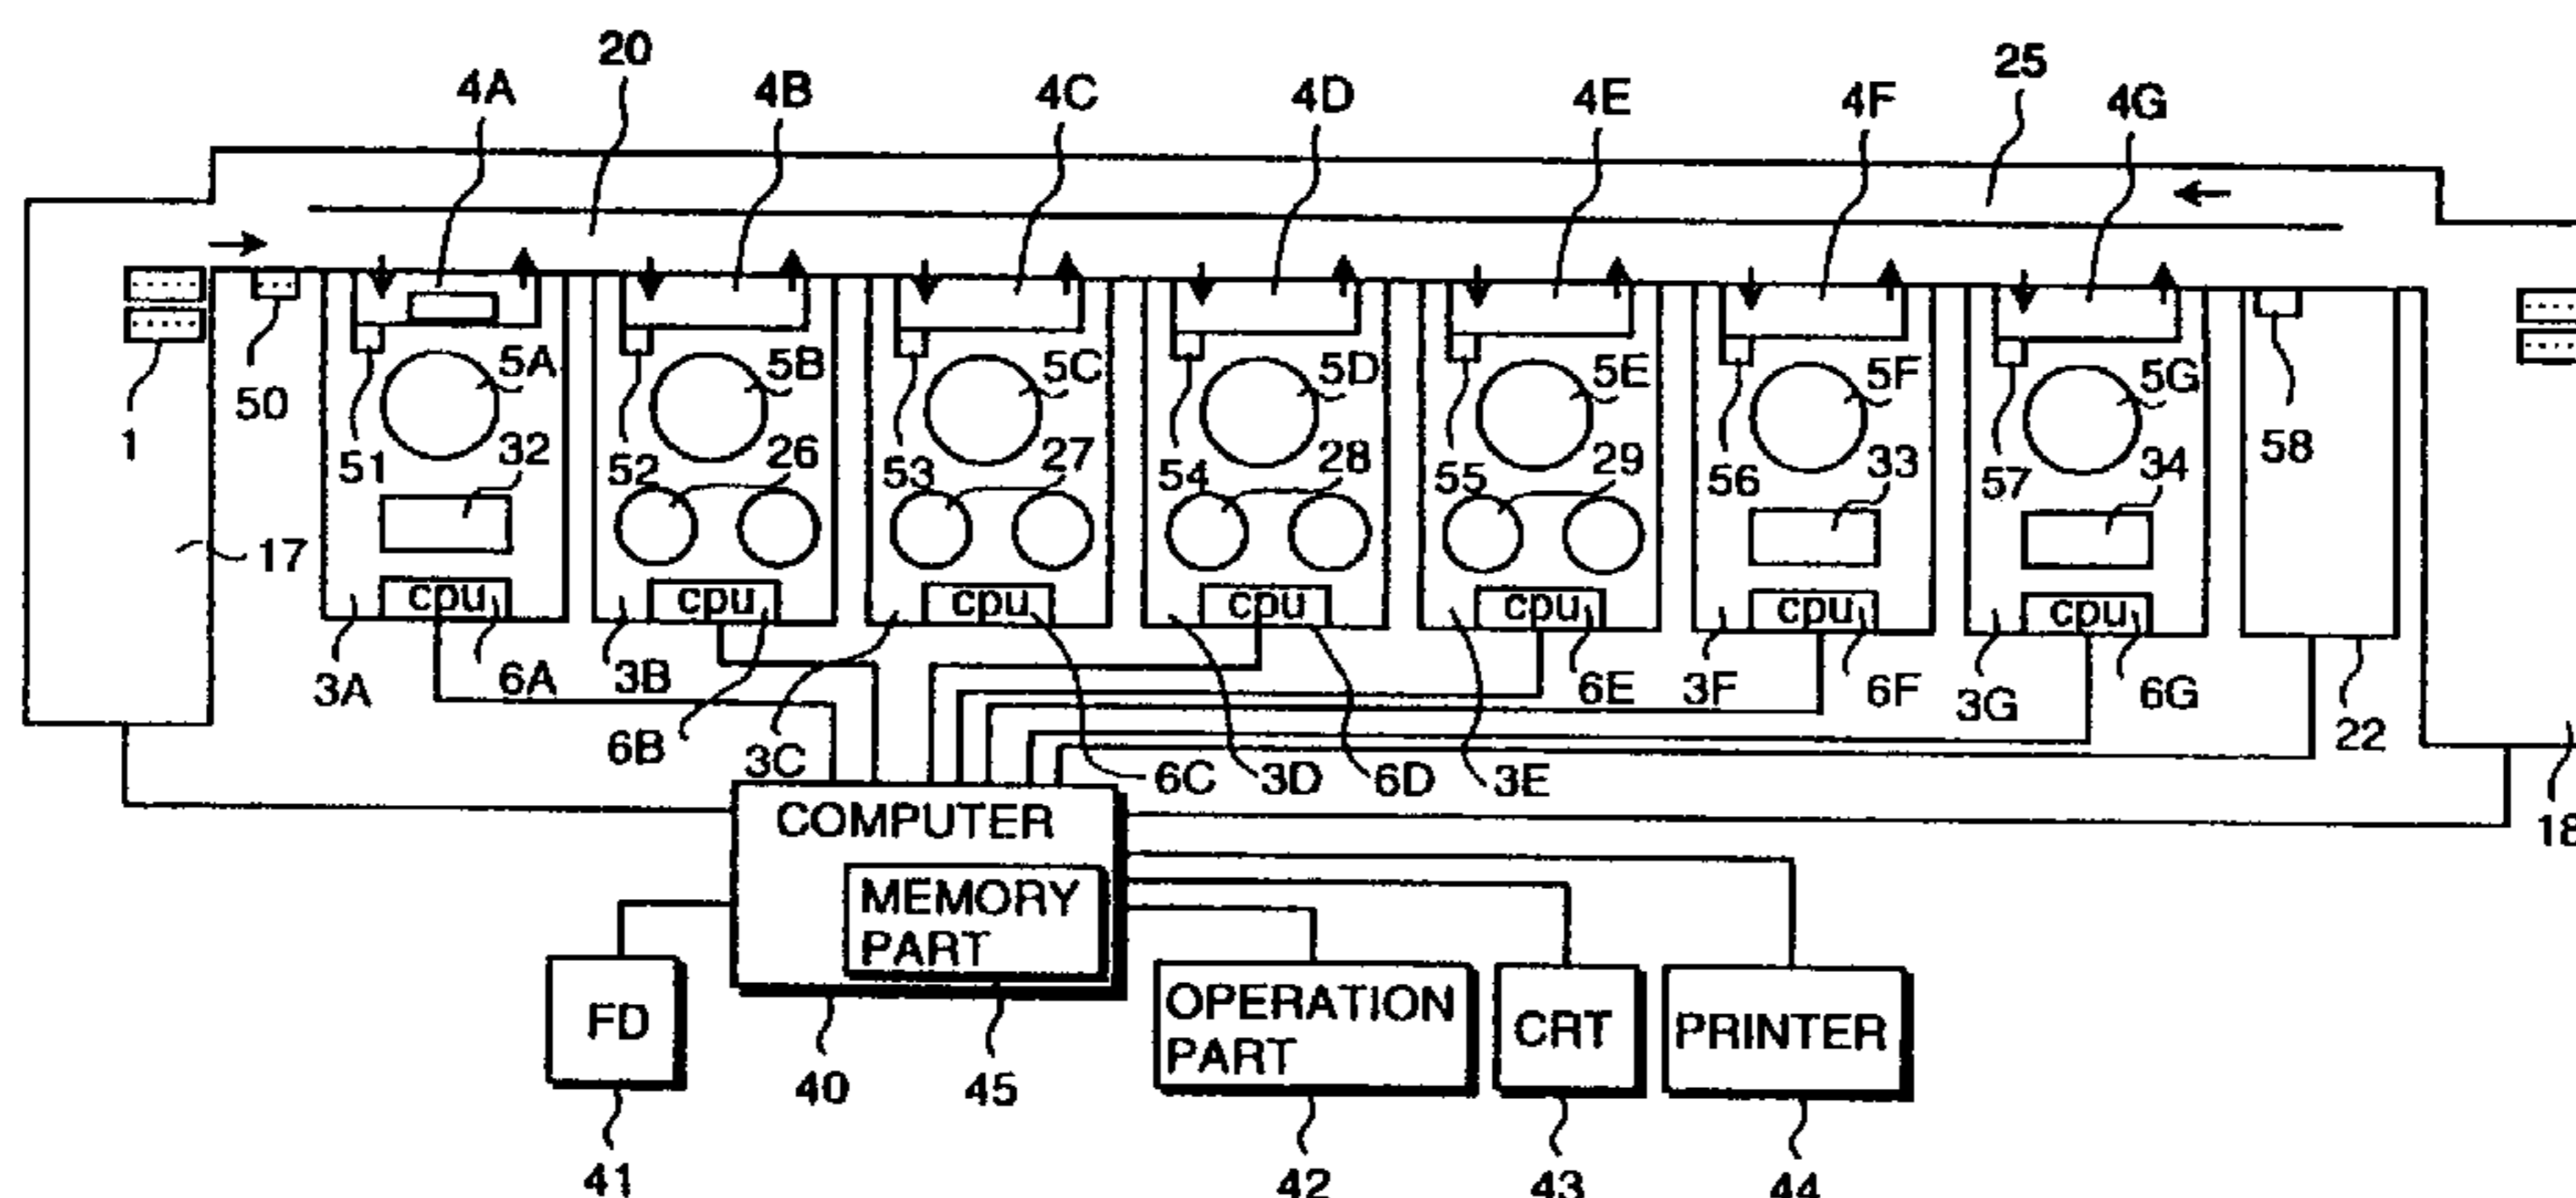 20
25
4A
4B
4C
4D
4E
4F
4G
5A
5B
5C
5D
5E
5F
5G
1
50
51
32
52
26
53
27
54
28
55
29
56
33
57
34
58
17
cpu
cpu
cpu
cpu
cpu
cpu
cpu
3A
6A
3B
6B
3C
6C
3D
6D
3E
6E
3F
6F
3G
6G
22
18
COMPUTER
MEMORY
PART
FD
OPERATION
PART
CRT
PRINTER
40
45
41
42
43
44